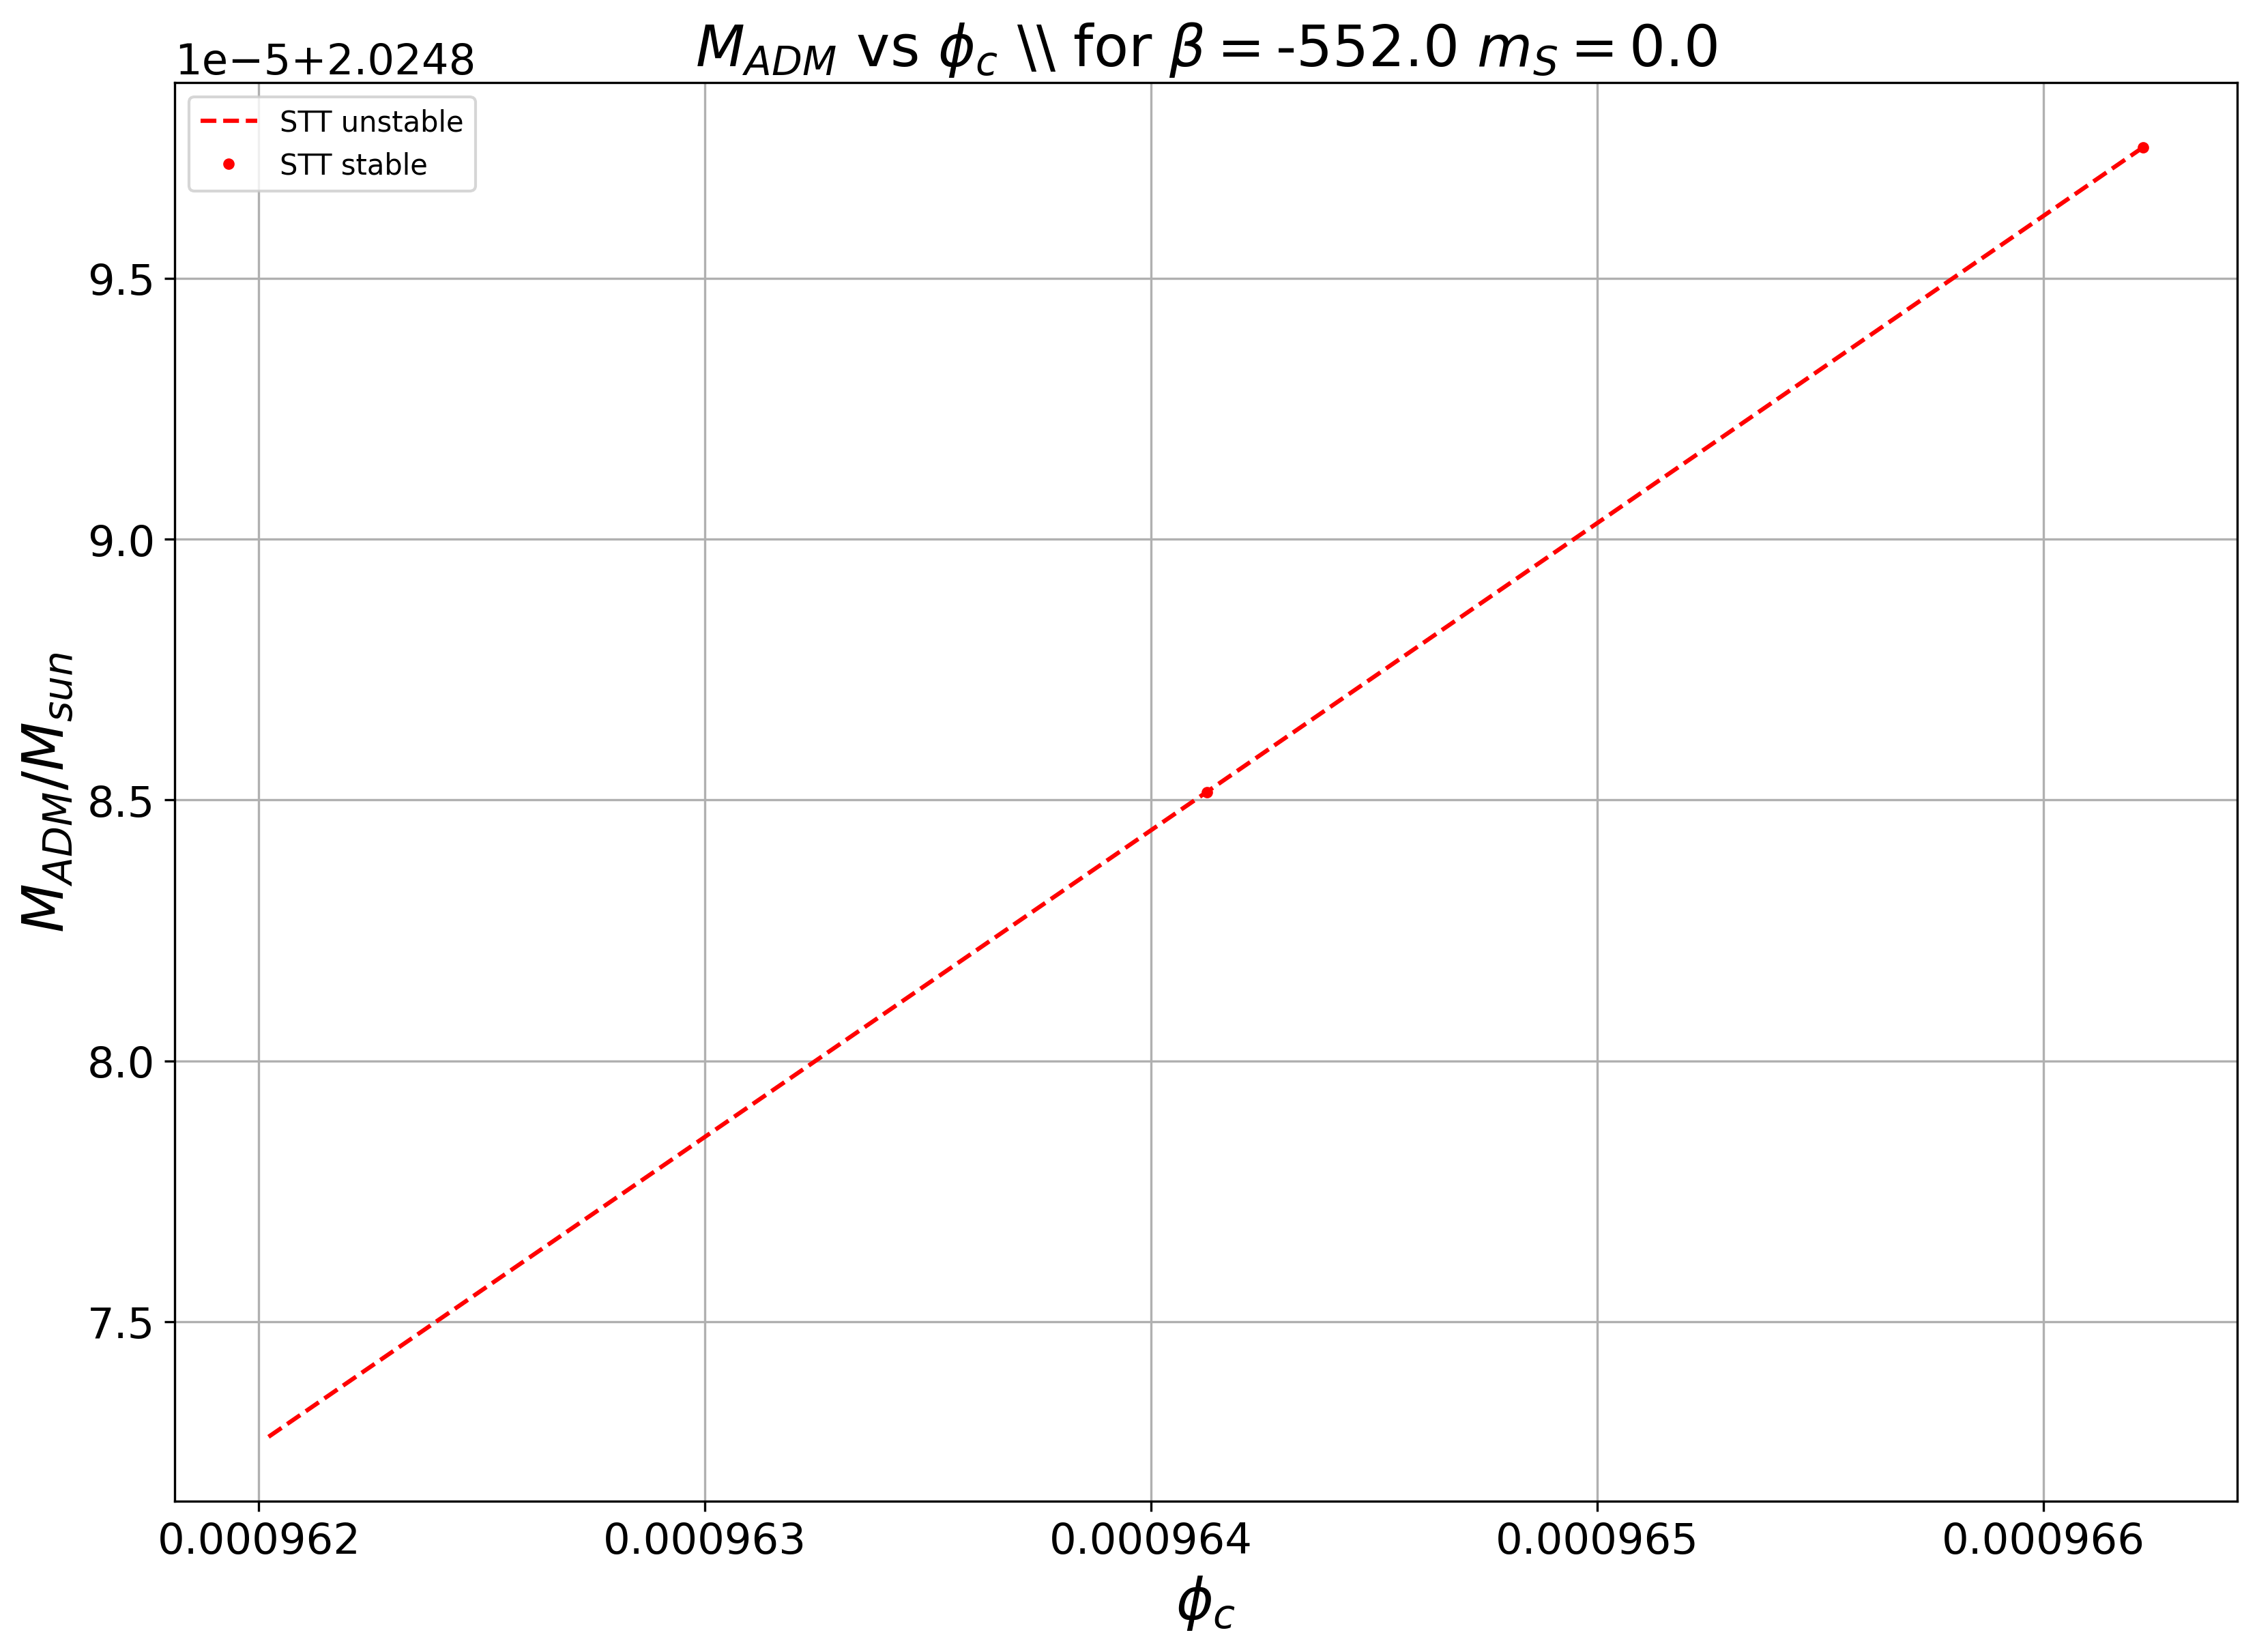 M_ADM vs ϕ_c \\ for β = -552.0 m_S = 0.0
1e−5+2.0248
STT unstable
STT stable
9.5
9.0
8.5
8.0
7.5
M_ADM/M_sun
0.000962 0.000963 0.000964 0.000965 0.000966
ϕ_c